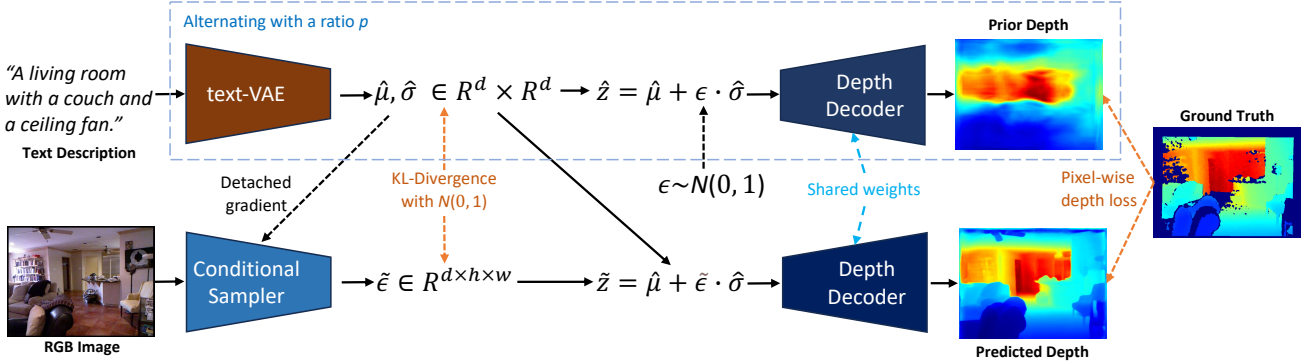 Alternating with a ratio p
Prior Depth
“A living room
with a couch and
a ceiling fan.”
Text Description
text-VAE
μ̂, σ̂ ∈ R^d × R^d
ẑ = μ̂ + ϵ · σ̂
Depth
Decoder
Ground Truth
Detached
gradient
KL-Divergence
with N(0, 1)
ϵ~N(0, 1)
Shared weights
Pixel-wise
depth loss
Conditional
Sampler
ϵ̃ ∈ R^{d×h×w}
z̃ = μ̂ + ϵ̃ · σ̂
Depth
Decoder
RGB Image
Predicted Depth